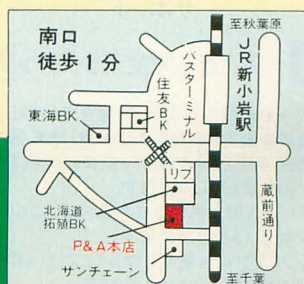 南口
徒歩1分
至秋葉原
JR新小岩駅
バスターミナル
住友BK
東海BK
リブ
北海道
拓殖BK
P&A本店
サンチェーン
蔵前通り
至千葉